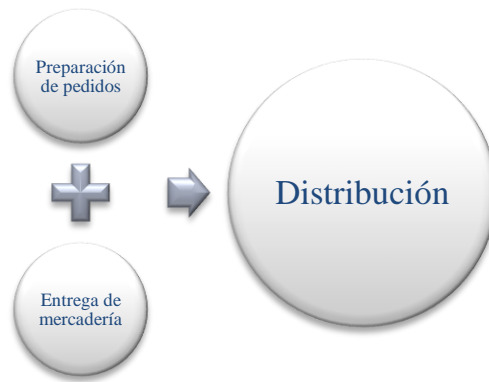 Preparación
de pedidos
Distribución
Entrega de
mercadería